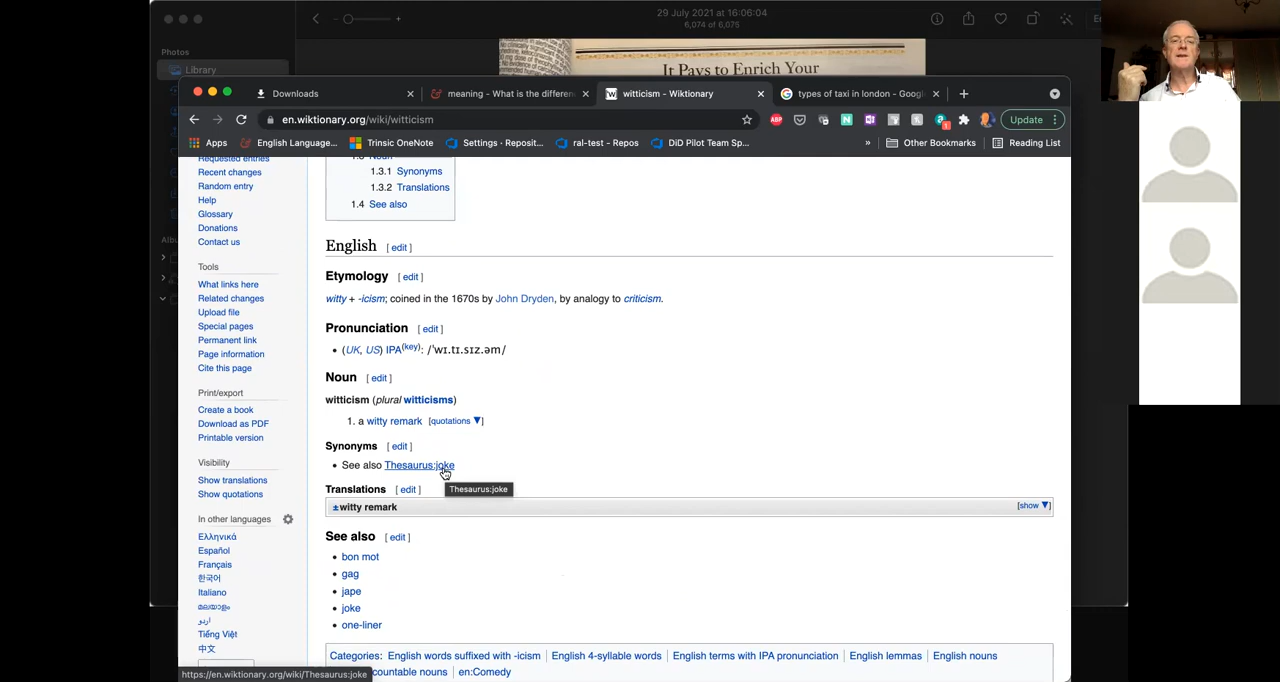 29 July 2021 at 16:06:04
6,074 of 6,075
Photos
Library
It Pays to Enrich Your
Downloads
meaning - What is the differen
witticism - Wiktionary
types of taxi in london - Googl
en.wiktionary.org/wiki/witticism
Update
Apps
English Language...
Trinsic OneNote
Settings · Reposit...
ral-test - Repos
DiD Pilot Team Sp...
»
Other Bookmarks
Reading List
Requested entries
Recent changes
Random entry
Help
Glossary
Donations
Contact us
Tools
What links here
Related changes
Upload file
Special pages
Permanent link
Page information
Cite this page
Print/export
Create a book
Download as PDF
Printable version
Visibility
Show translations
Show quotations
In other languages
Ελληνικά
Español
Français
한국어
Italiano
മലയാളം
اردو
Tiếng Việt
中文
1.3 Noun
1.3.1 Synonyms
1.3.2 Translations
1.4 See also
English [ edit ]
Etymology [ edit ]
witty + -icism; coined in the 1670s by John Dryden, by analogy to criticism.
Pronunciation [ edit ]
• (UK, US) IPA(key): /ˈwɪ.tɪ.sɪz.əm/
Noun [ edit ]
witticism (plural witticisms)
1. a witty remark [quotations ▼]
Synonyms [ edit ]
• See also Thesaurus:joke
Thesaurus:joke
Translations [ edit ]
±witty remark [show ▼]
See also [ edit ]
• bon mot
• gag
• jape
• joke
• one-liner
Categories: English words suffixed with -icism | English 4-syllable words | English terms with IPA pronunciation | English lemmas | English nouns
countable nouns | en:Comedy
https://en.wiktionary.org/wiki/Thesaurus:joke